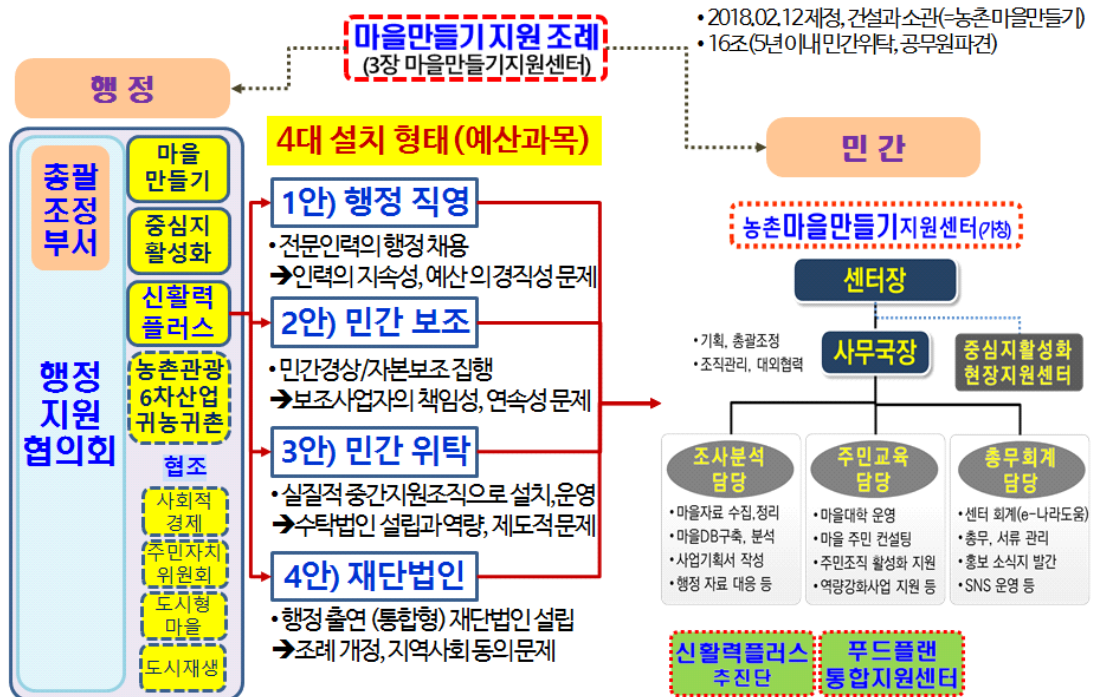 마을만들기 지원 조례
(3장 마을만들기지원센터)
• 2018.02.12 제정, 건설과 소관(=농촌마을만들기)
• 16조 (5년 이내 민간위탁, 공무원 파견)
행 정
총괄
조정
부서
행정
지원
협의회
마을
만들기
중심지
활성화
신활력
플러스
농촌관광
6차산업
귀농귀촌
협조
사회적
경제
주민자치
위원회
도시형
마을
도시재생
4대 설치 형태 (예산과목)
1안) 행정 직영
• 전문인력의 행정 채용
➔인력의 지속성, 예산 의 경직성 문제
2안) 민간 보조
• 민간경상/자본보조 집행
➔보조사업자의 책임성, 연속성 문제
3안) 민간 위탁
• 실질적 중간지원조직으로 설치,운영
➔수탁법인 설립과 역량, 제도적 문제
4안) 재단법인
• 행정 출연 (통합형) 재단법인 설립
➔조례 개정, 지역사회 동의 문제
민 간
농촌마을만들기지원센터(가칭)
센터장
• 기획, 총괄조정
• 조직관리, 대외협력
사무국장
중심지활성화
현장지원센터
조사분석
담당
• 마을자료 수집,정리
• 마을DB구축, 분석
• 사업기획서 작성
• 행정 자료 대응 등
주민교육
담당
• 마을대학 운영
• 마을 주민 컨설팅
• 주민조직 활성화 지원
• 역량강화사업 지원 등
총무회계
담당
• 센터 회계(e-나라도움)
• 총무, 서류 관리
• 홍보 소식지 발간
• SNS 운영 등
신활력플러스
추진단
푸드플랜
통합지원센터